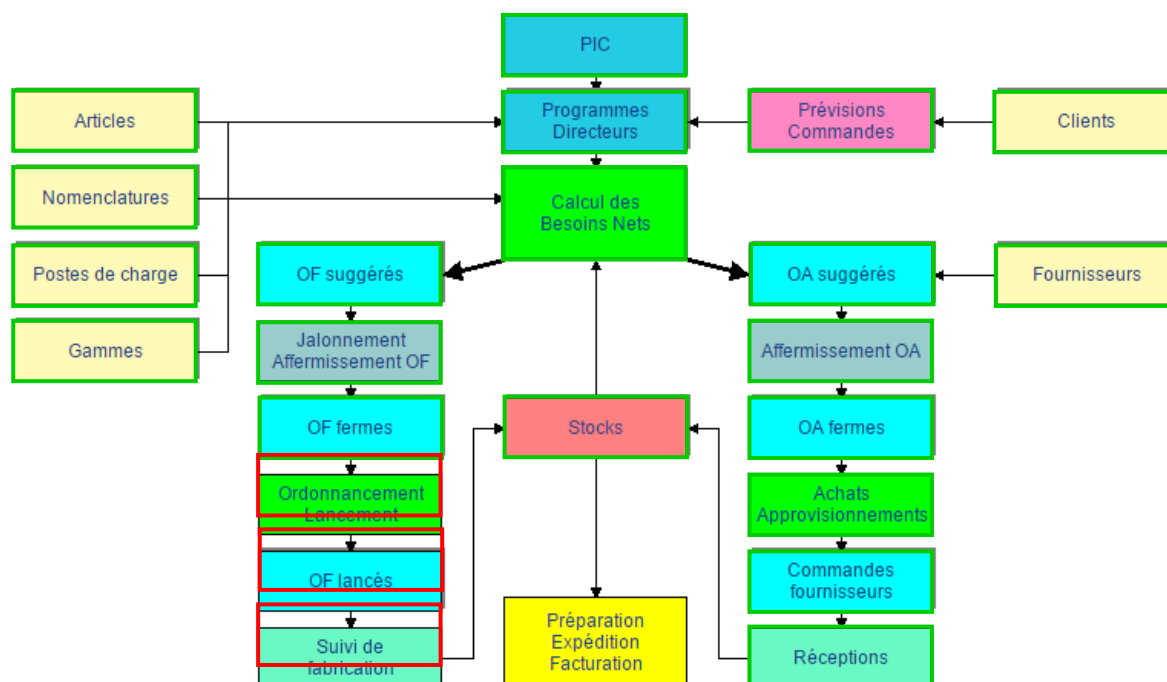 PIC
Articles
Programmes
Directeurs
Prévisions
Commandes
Clients
Nomenclatures
Calcul des
Besoins Nets
Postes de charge
OF suggérés
OA suggérés
Fournisseurs
Gammes
Jalonnement
Affermissement OF
Affermissement OA
OF fermes
Stocks
OA fermes
Ordonnancement
Lancement
Achats
Approvisionnements
OF lancés
Commandes
fournisseurs
Suivi de
fabrication
Préparation
Expédition
Facturation
Réceptions